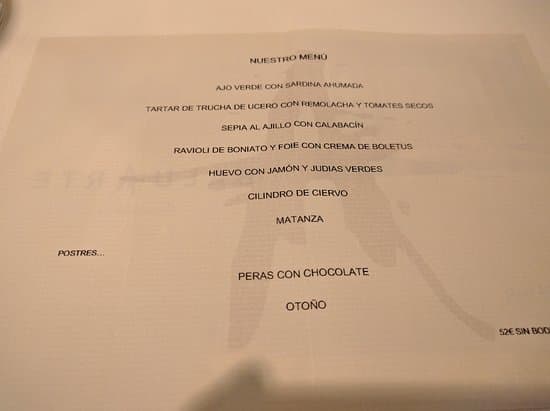 NUESTRO MENÚ
AJO VERDE CON SARDINA AHUMADA
TARTAR DE TRUCHA DE UCERO CON REMOLACHA Y TOMATES SECOS
SEPIA AL AJILLO CON CALABACÍN
RAVIOLI DE BONIATO Y FOIE CON CREMA DE BOLETUS
HUEVO CON JAMÓN Y JUDIAS VERDES
CILINDRO DE CIERVO
MATANZA
POSTRES...
PERAS CON CHOCOLATE
OTOÑO
52€ SIN BOD